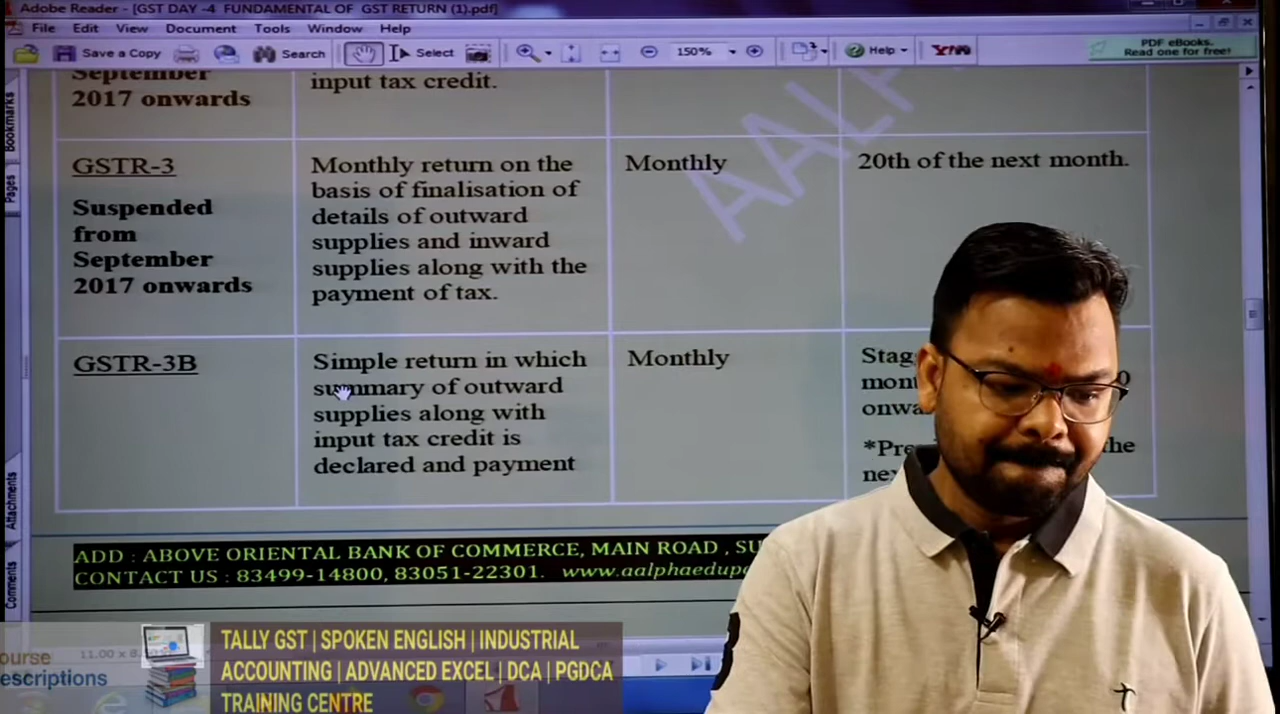 Adobe Reader - [GST DAY -4 FUNDAMENTAL OF GST RETURN (1).pdf]
File Edit View Document Tools Window Help
Save a Copy Search Select 150% Help
PDF eBooks.
Read one for free!
Bookmarks
Pages
Attachments
Comments
September
2017 onwards
input tax credit.
GSTR-3
Suspended
from
September
2017 onwards
Monthly return on the
basis of finalisation of
details of outward
supplies and inward
supplies along with the
payment of tax.
Monthly
20th of the next month.
GSTR-3B
Simple return in which
summary of outward
supplies along with
input tax credit is
declared and payment
Monthly
onwa
*Pre the
ADD : ABOVE ORIENTAL BANK OF COMMERCE, MAIN ROAD , SU
CONTACT US : 83499-14800, 83051-22301. www.aalphaedup
TALLY GST | SPOKEN ENGLISH | INDUSTRIAL
ACCOUNTING | ADVANCED EXCEL | DCA | PGDCA
TRAINING CENTRE
ourse
escriptions